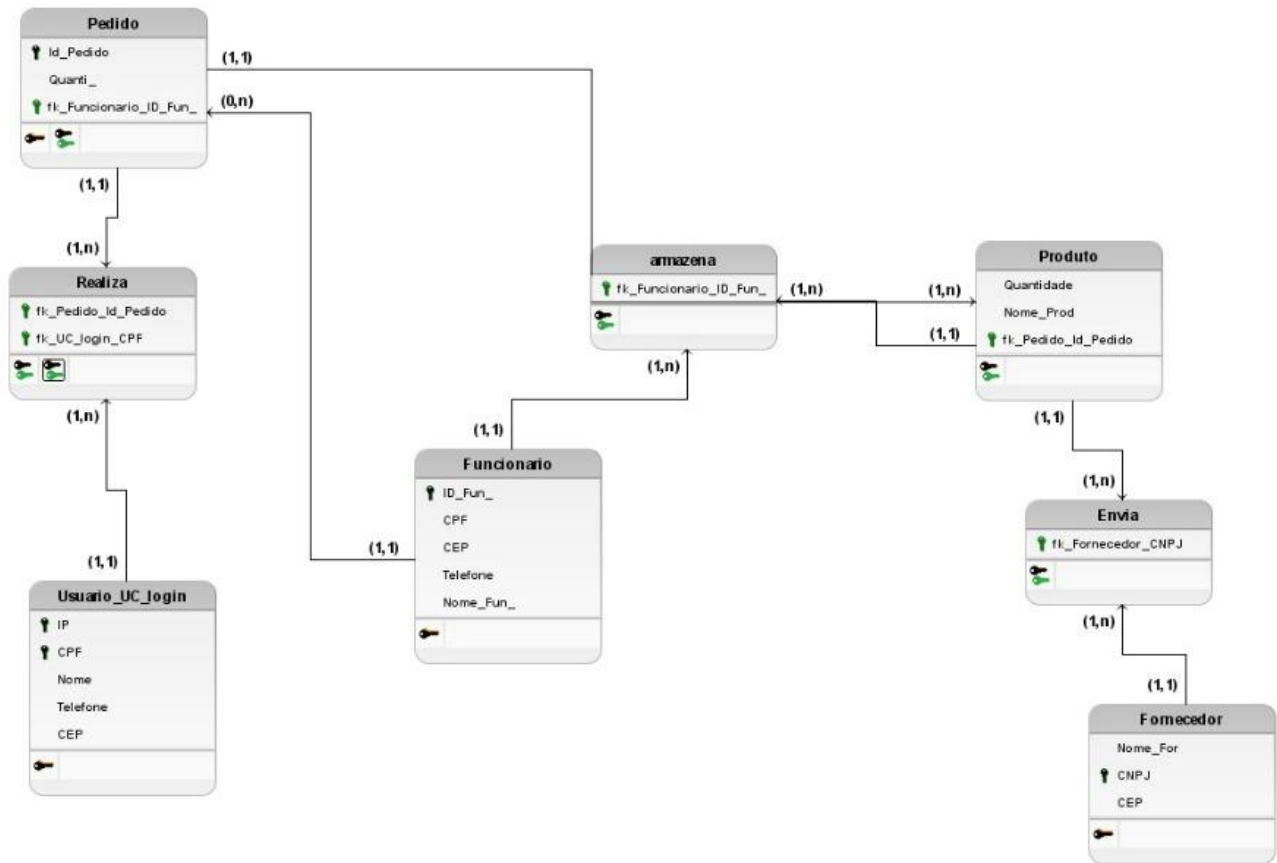 Pedido
Id_Pedido
Quanti_
fk_Funcionario_ID_Fun_
(1,1)
(0,n)
(1,1)
(1,n)
Realiza
fk_Pedido_Id_Pedido
fk_UC_login_CPF
(1,n)
(1,1)
Usuario_UC_login
IP
CPF
Nome
Telefone
CEP
armazena
fk_Funcionario_ID_Fun_
(1,n)
(1,n)
(1,1)
(1,n)
(1,1)
Funcionario
ID_Fun_
CPF
CEP
Telefone
Nome_Fun_
(1,1)
Produto
Quantidade
Nome_Prod
fk_Pedido_Id_Pedido
(1,1)
(1,n)
Envia
fk_Fornecedor_CNPJ
(1,n)
(1,1)
Fornecedor
Nome_For
CNPJ
CEP